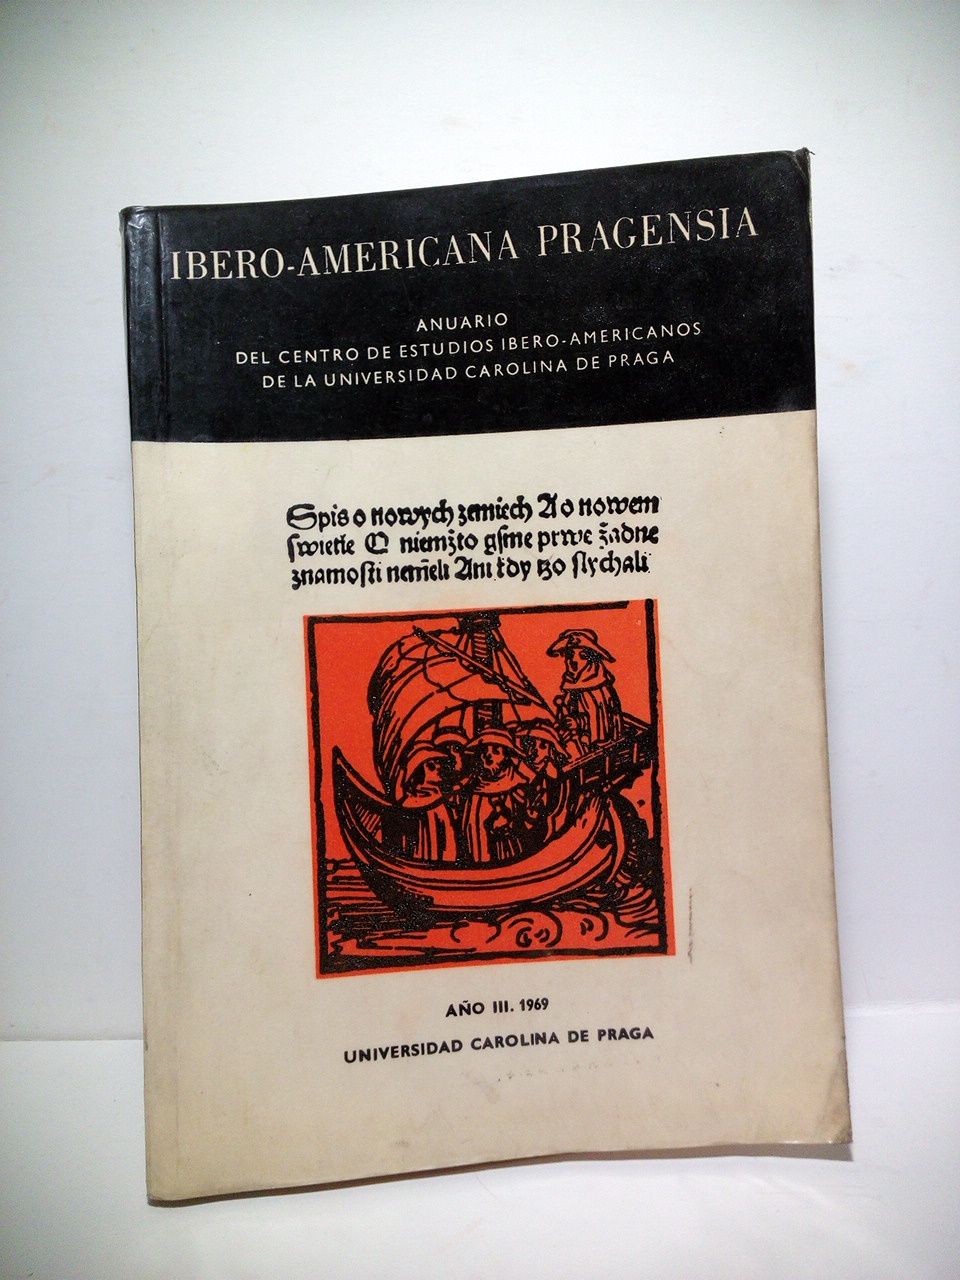 IBERO-AMERICANA PRAGENSIA
ANUARIO
DEL CENTRO DE ESTUDIOS IBERO-AMERICANOS
DE LA UNIVERSIDAD CAROLINA DE PRAGA
Spis o nowych zemiech A o nowem
swietie O niemžto gsme prwe žadne
znamosti nemēli Ani kdy tzo slychali
AÑO III. 1969
UNIVERSIDAD CAROLINA DE PRAGA